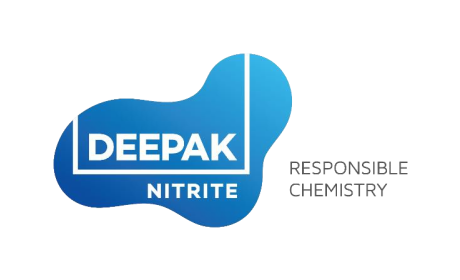 DEEPAK
NITRITE
RESPONSIBLE
CHEMISTRY